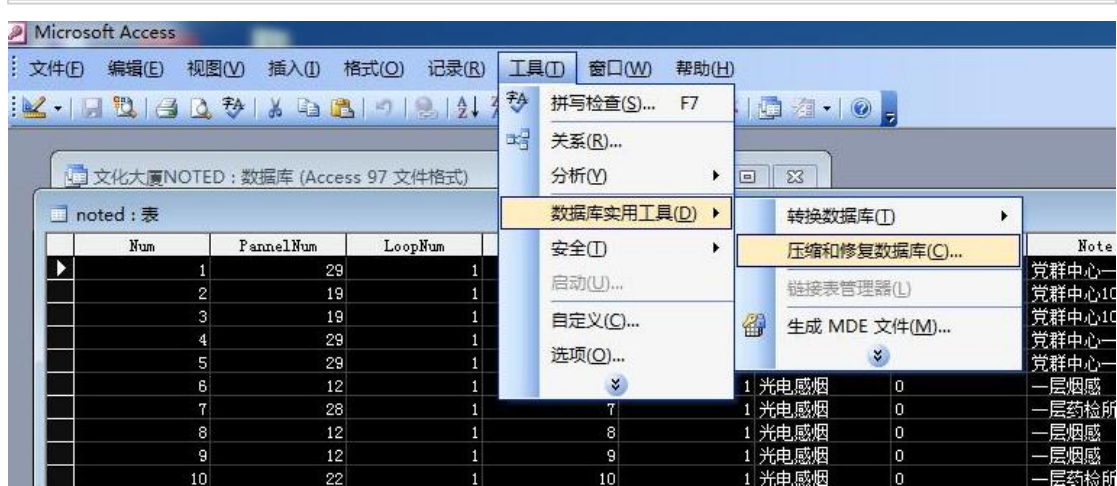 Microsoft Access
文件(F) 编辑(E) 视图(V) 插入(I) 格式(O) 记录(R) 工具(T) 窗口(W) 帮助(H)
拼写检查(S)... F7
关系(R)...
文化大厦NOTED : 数据库 (Access 97 文件格式)
分析(Y)
noted : 表
数据库实用工具(D)
转换数据库(T)
Num PannelNum LoopNum
安全(T)
压缩和修复数据库(C)...
Note
1 29 1 党群中心一
启动(U)...
链接表管理器(L)
2 19 1 党群中心10
3 19 1 党群中心10
自定义(C)...
生成 MDE 文件(M)...
4 29 1 党群中心一
选项(O)...
5 29 1 党群中心一
6 12 1 1 光电感烟 0 一层烟感
7 28 1 7 1 光电感烟 0 一层药检所
8 12 1 8 1 光电感烟 0 一层烟感
9 12 1 9 1 光电感烟 0 一层烟感
10 22 1 10 1 光电感烟 0 一层药检所